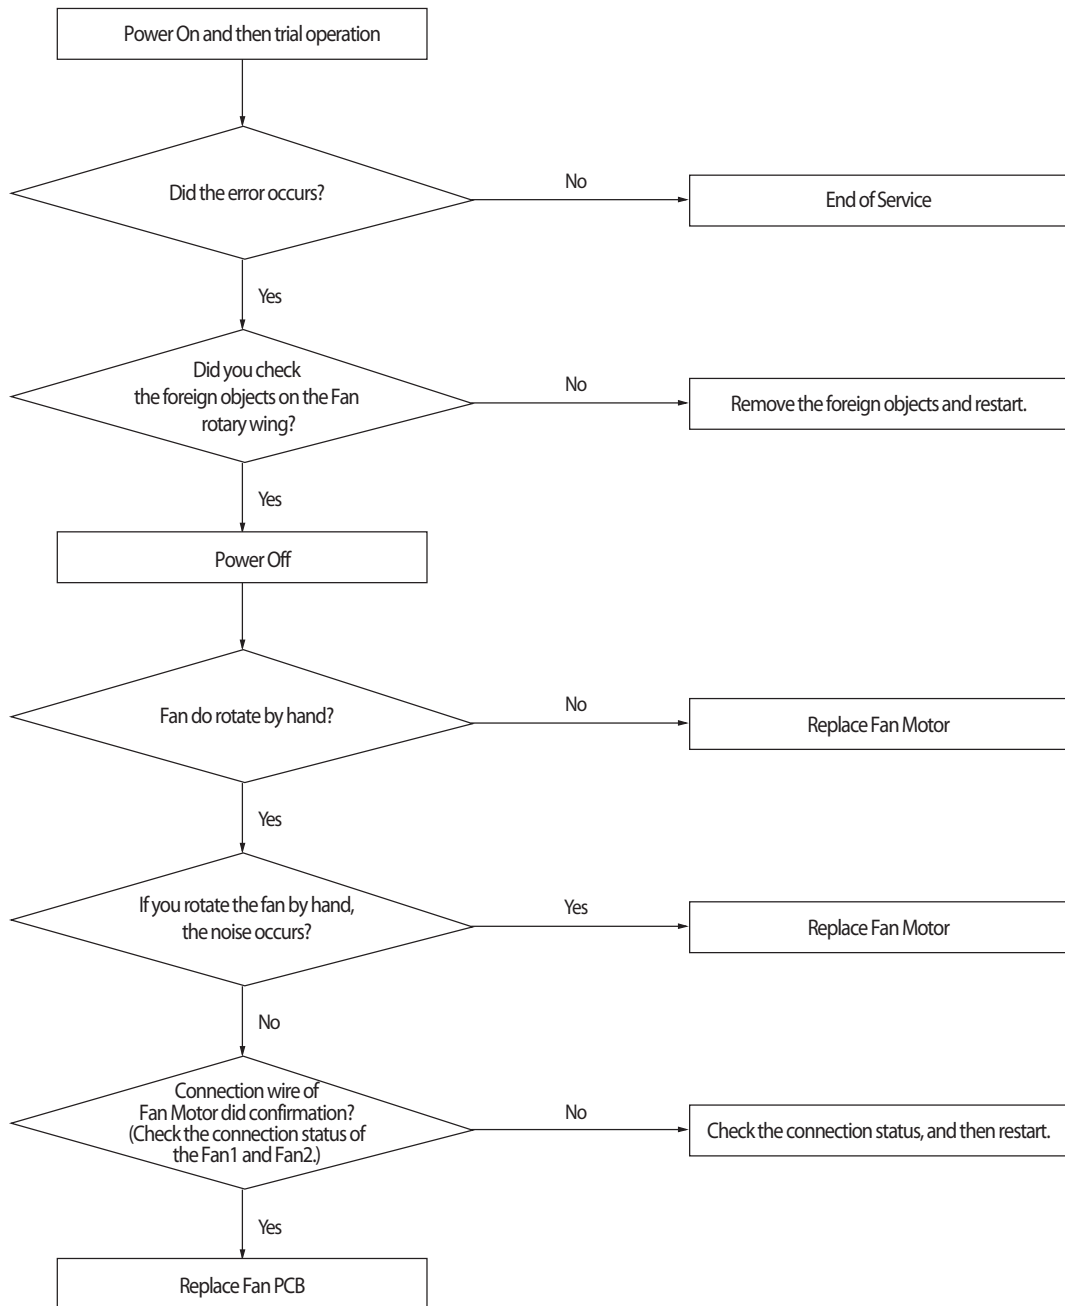 Power On and then trial operation
Did the error occurs?
No
End of Service
Yes
Did you check
the foreign objects on the Fan
rotary wing?
No
Remove the foreign objects and restart.
Yes
Power Off
Fan do rotate by hand?
No
Replace Fan Motor
Yes
If you rotate the fan by hand,
the noise occurs?
Yes
Replace Fan Motor
No
Connection wire of
Fan Motor did confirmation?
(Check the connection status of
the Fan1 and Fan2.)
No
Check the connection status, and then restart.
Yes
Replace Fan PCB